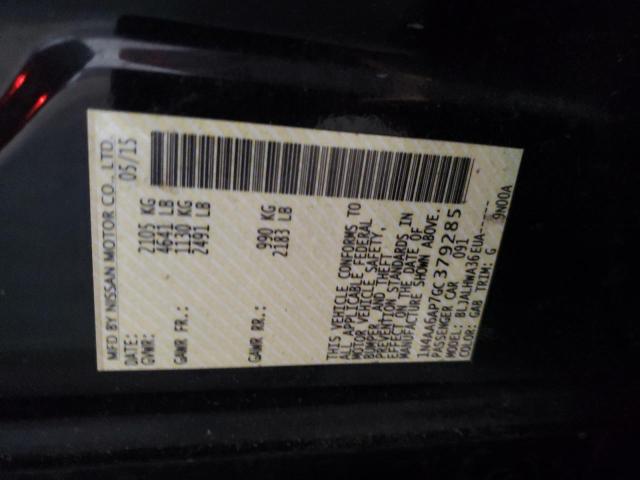 MFD BY NISSAN MOTOR CO., LTD.
DATE: 05/15
GVWR: 2105 KG
4641 LB
GAWR FR.: 1130 KG
2491 LB
GAWR RR.: 990 KG
2183 LB
THIS VEHICLE CONFORMS TO
ALL APPLICABLE FEDERAL
MOTOR VEHICLE SAFETY,
BUMPER, AND THEFT
PREVENTION STANDARDS IN
EFFECT ON THE DATE OF
MANUFACTURE SHOWN ABOVE.
1N4AA6AP7GC379285
PASSENGER CAR 091
MODEL: BLJALHWA36EUA-----
COLOR: GAB TRIM: G 9N00A